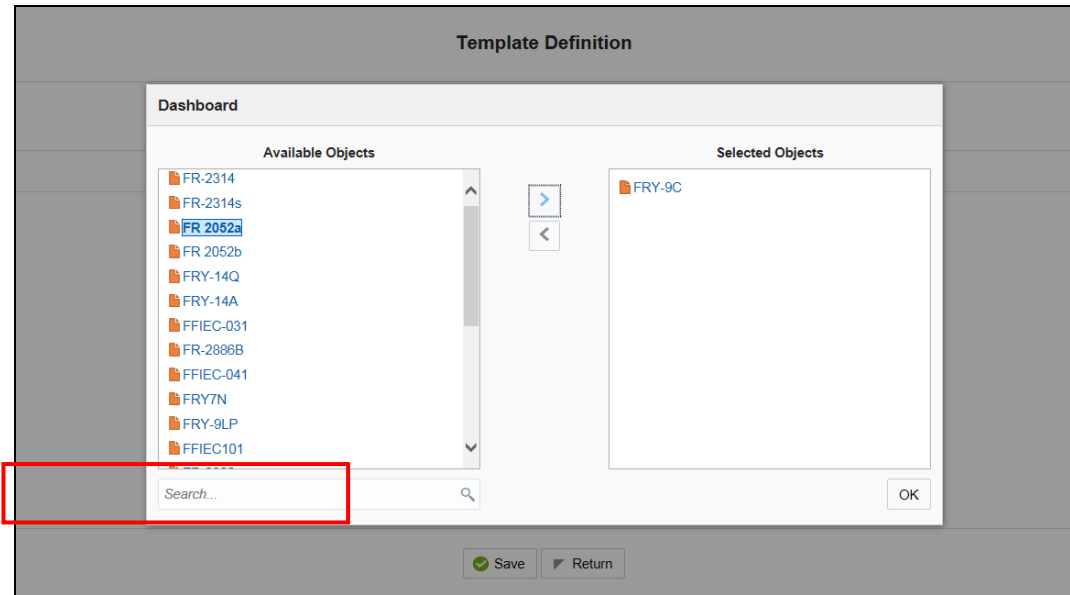 Template Definition
Dashboard
Available Objects
FR-2314
FR-2314s
FR 2052a
FR 2052b
FRY-14Q
FRY-14A
FFIEC-031
FR-2886B
FFIEC-041
FRY7N
FRY-9LP
FFIEC101
Search...
Selected Objects
FRY-9C
OK
Save
Return